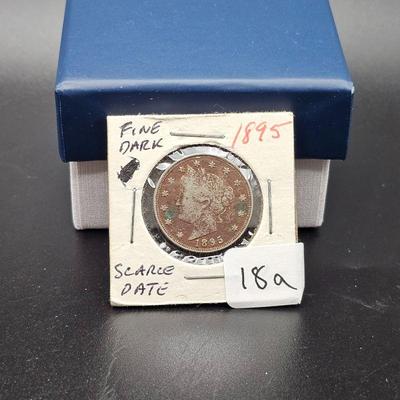 FINE
DARK
1895
1895
SCARCE
DATE
18a